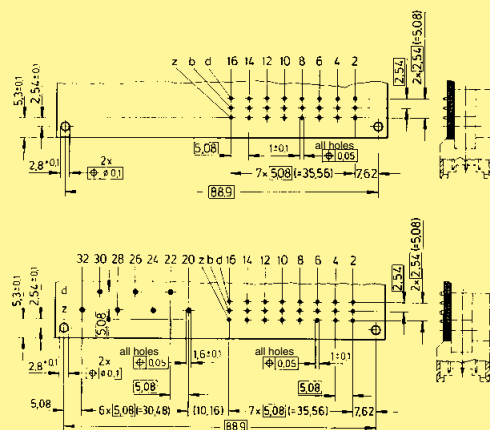 16 14 12 10 8 6 4 2
z b d
5,3±0,1
2,54±0,1
2,54
2×2,54(=5,08)
5,08
1±0,1
all holes
⌖ 0,05
2,8+0,1
2x
⌖ ø 0,1
7×5,08(=35,56)
7,62
88,9
32 30 28 26 24 22 20 z b d 16 14 12 10 8 6 4 2
d
z
5,3±0,1
2,54±0,1
5,08
2,54
2×2,54(=5,08)
2,8+0,1
2x
⌖ ø 0,1
all holes
⌖ 0,05
1,6±0,1
all holes
⌖ 0,05
1±0,1
5,08
5,08
5,08
6×5,08(=30,48)
(10,16)
7×5,08(=35,56)
7,62
88,9